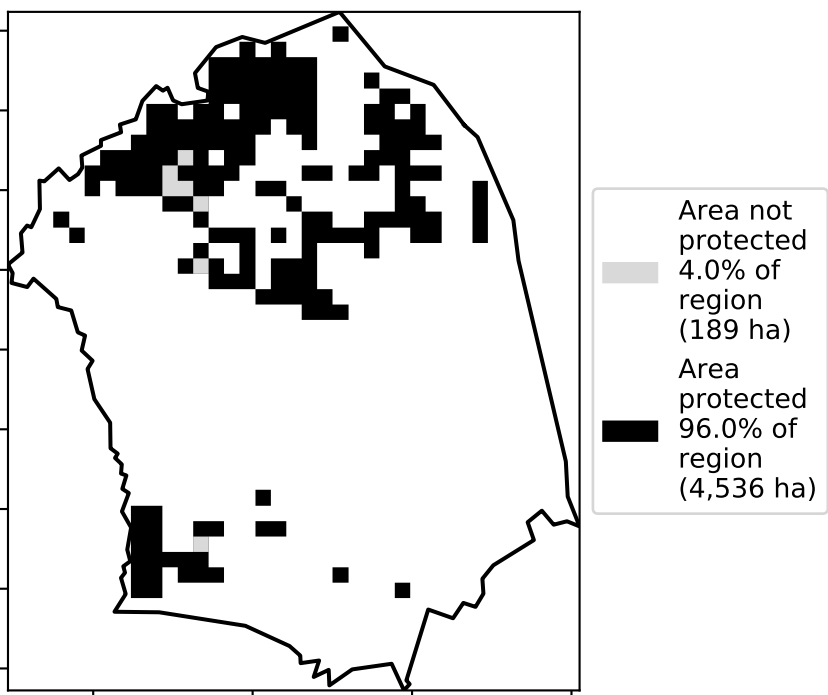 Area not
protected
4.0% of
region
(189 ha)
Area
protected
96.0% of
region
(4,536 ha)